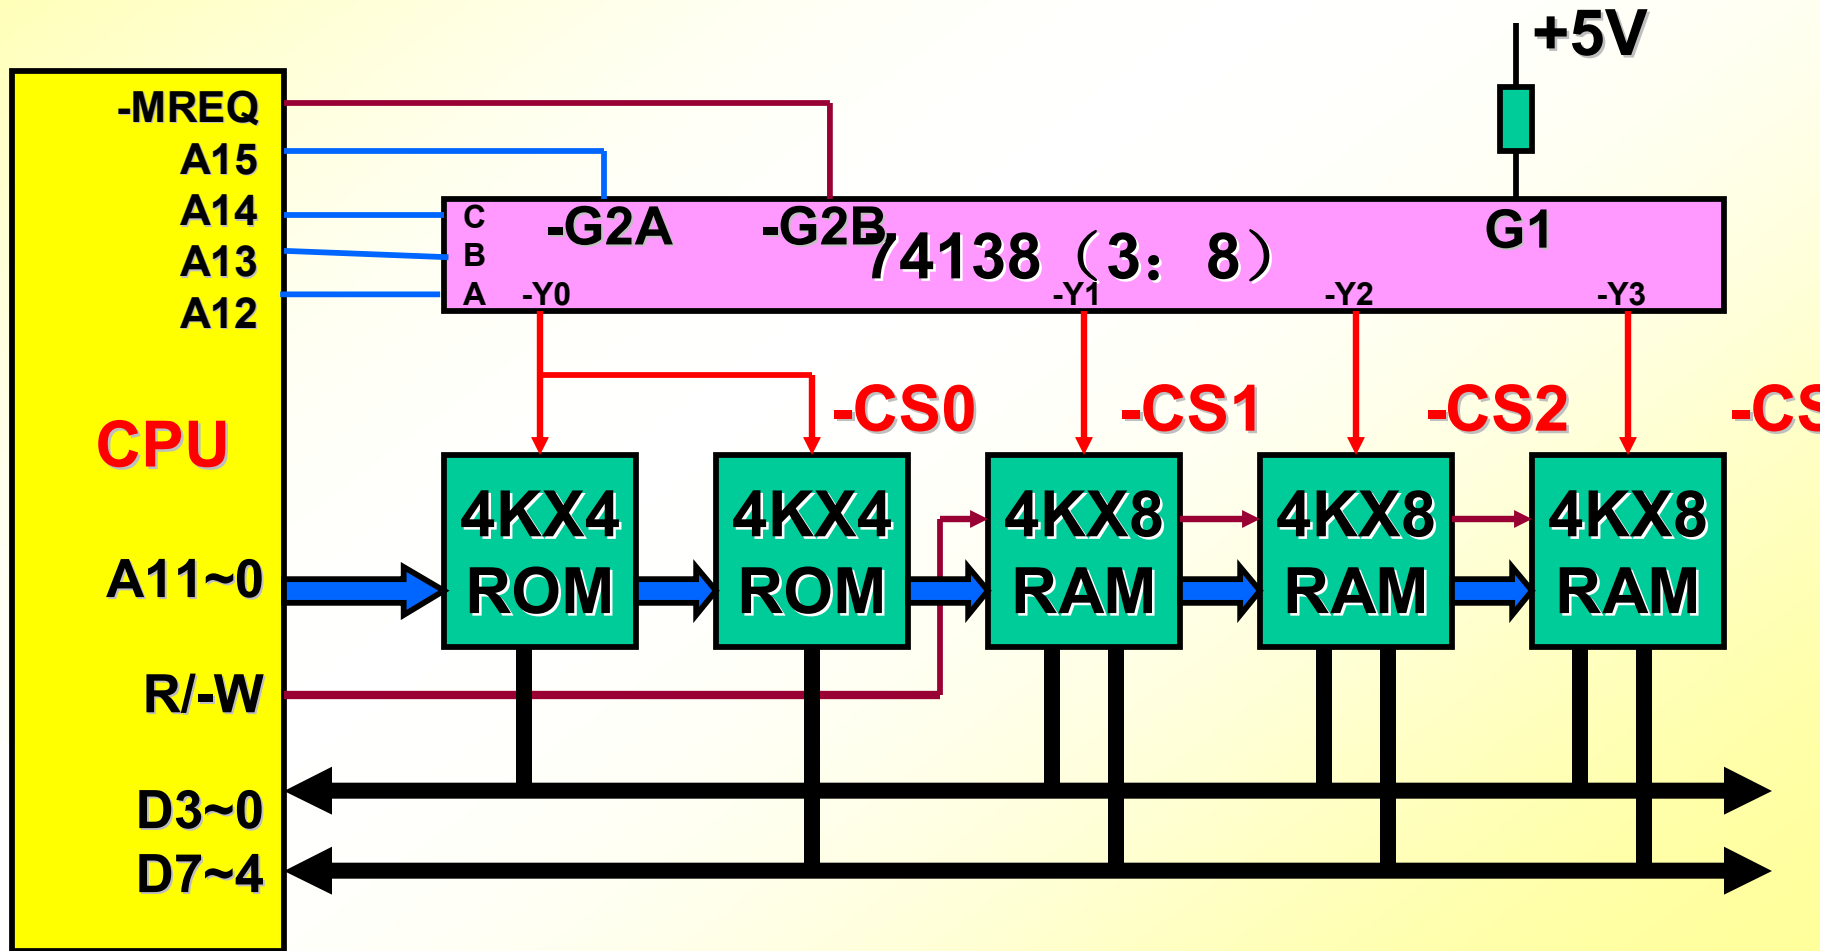 +5V
-MREQ
A15
A14
A13
A12
C
B
A
-G2A
-G2B
G1
74138（3：8）
-Y0
-Y1
-Y2
-Y3
-CS0
-CS1
-CS2
-CS
CPU
4KX4
ROM
4KX4
ROM
4KX8
RAM
4KX8
RAM
4KX8
RAM
A11~0
R/-W
D3~0
D7~4